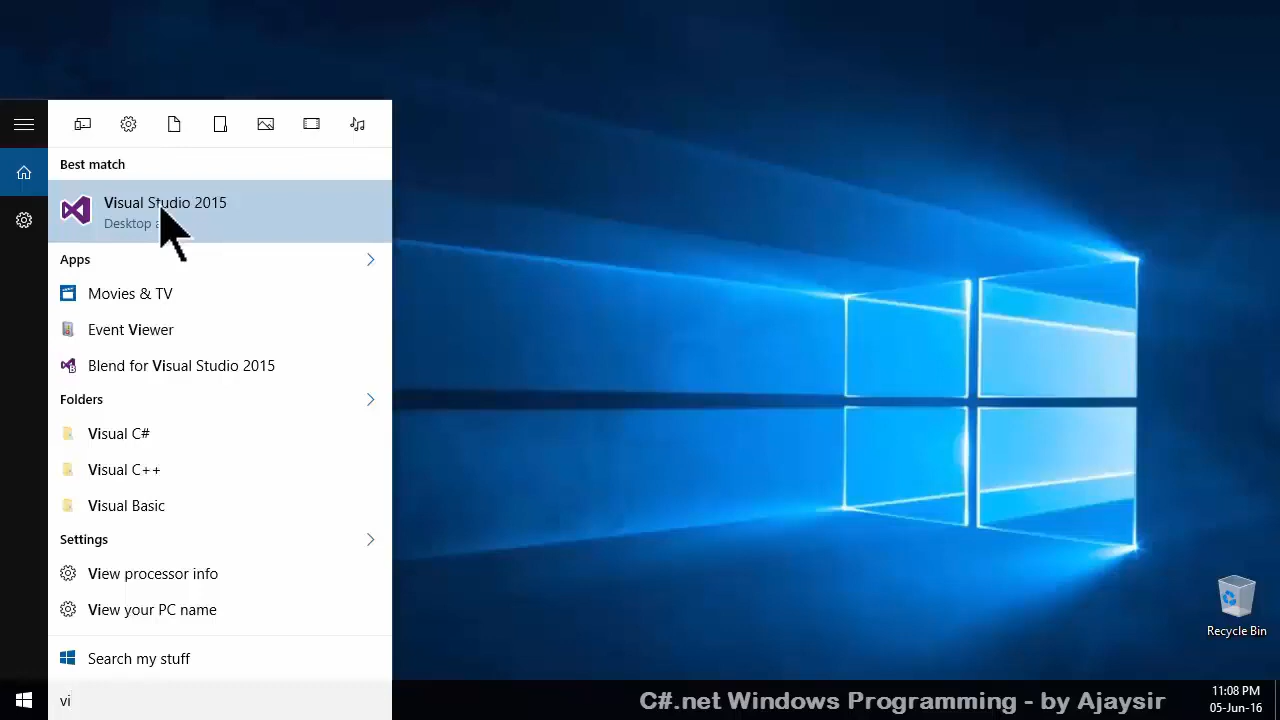 Best match
Visual Studio 2015
Desktop
Apps
Movies & TV
Event Viewer
Blend for Visual Studio 2015
Folders
Visual C#
Visual C++
Visual Basic
Settings
View processor info
View your PC name
Search my stuff
vi
Recycle Bin
C#.net Windows Programming - by Ajaysir
11:08 PM
05-Jun-16